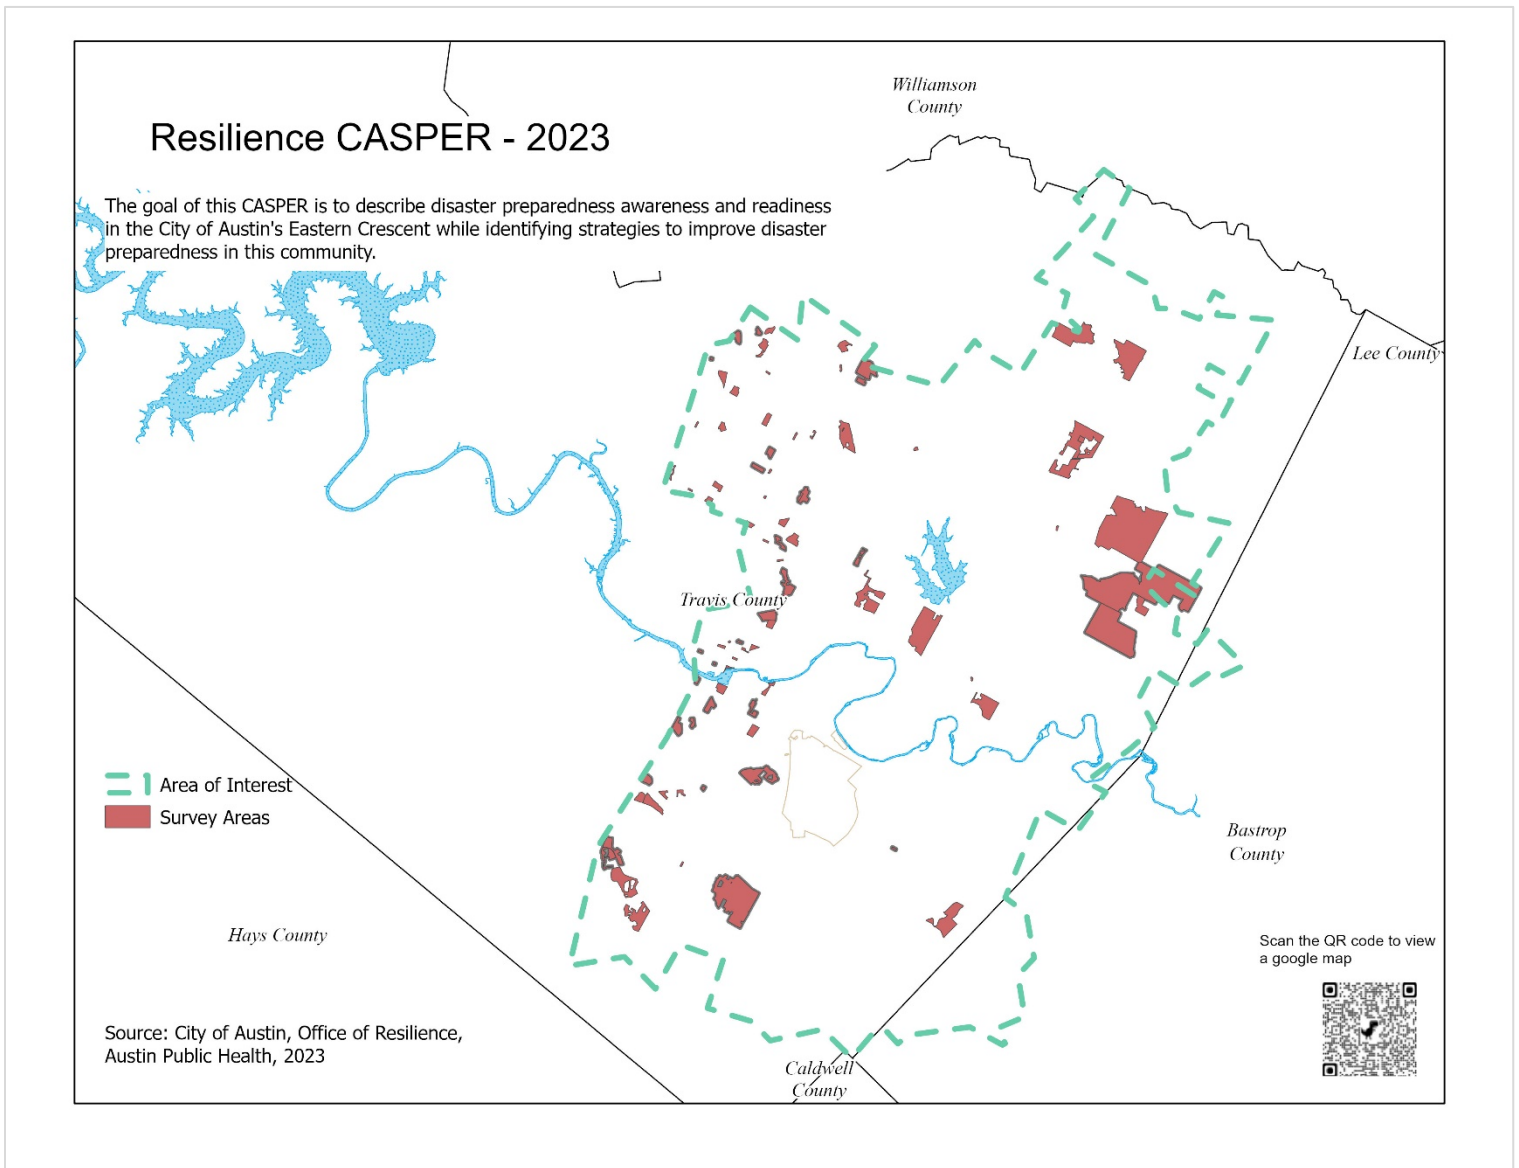 Williamson
County
Resilience CASPER - 2023
The goal of this CASPER is to describe disaster preparedness awareness and readiness
in the City of Austin's Eastern Crescent while identifying strategies to improve disaster
preparedness in this community.
Lee County
Travis County
Area of Interest
Survey Areas
Bastrop
County
Hays County
Scan the QR code to view
a google map
Source: City of Austin, Office of Resilience,
Austin Public Health, 2023
Caldwell
County